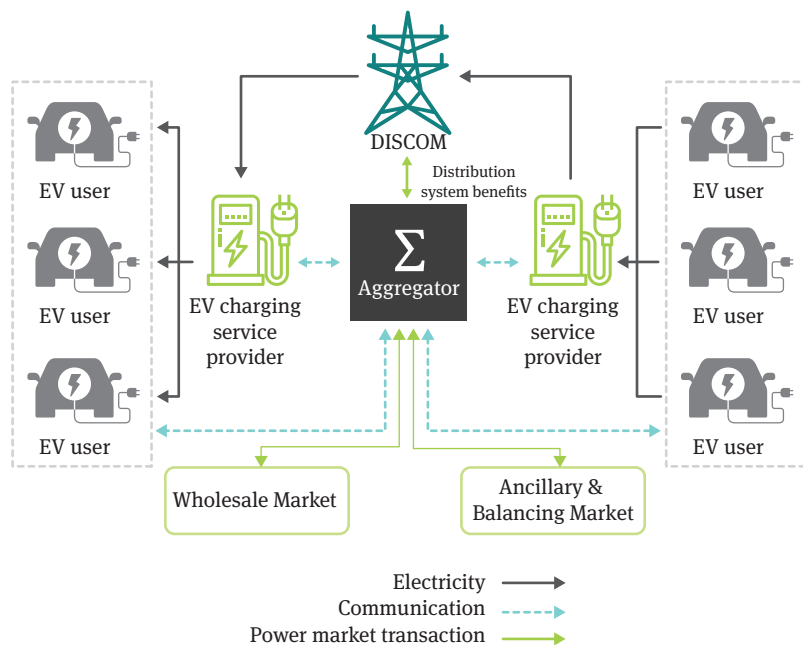 DISCOM
Distribution
system benefits
EV user
EV user
EV user
EV charging
service
provider
Σ
Aggregator
EV charging
service
provider
EV user
EV user
EV user
Wholesale Market
Ancillary &
Balancing Market
Electricity
Communication
Power market transaction